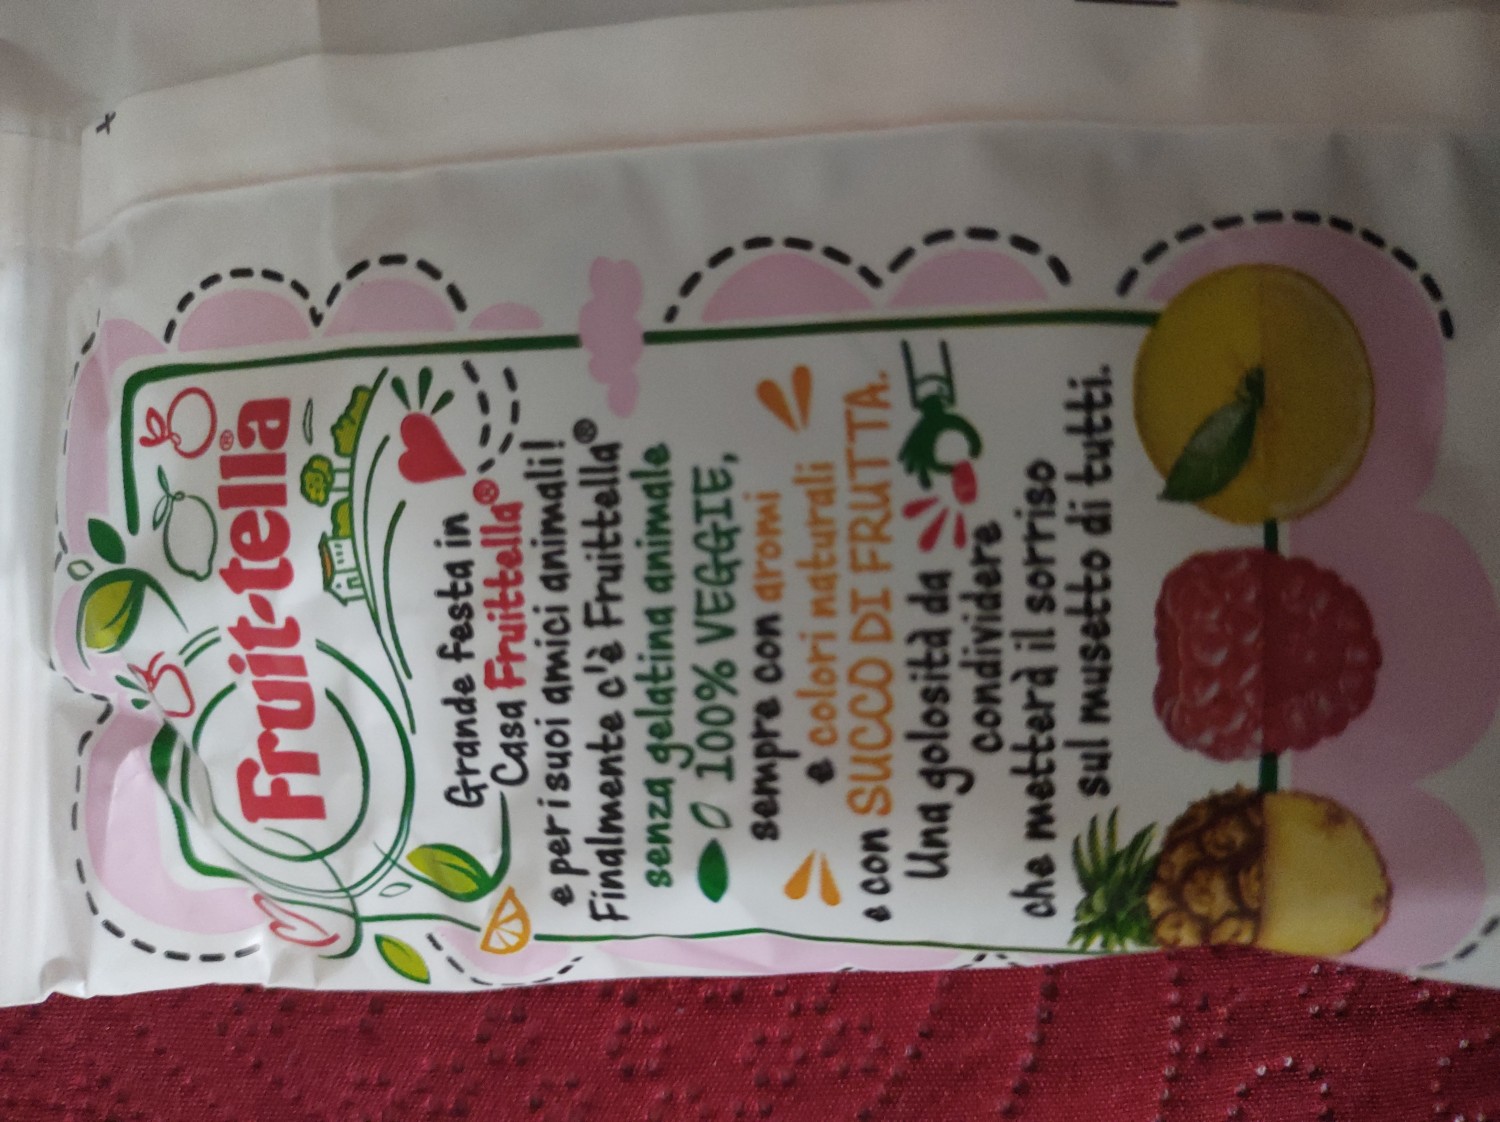 Fruit-tella®
Grande festa in
Casa Fruittella®
e per i suoi amici animali!
Finalmente c'è Fruittella®
senza gelatina animale
100% VEGGIE,
sempre con aromi
e colori naturali
e con SUCCO DI FRUTTA.
Una golosità da
condividere
che metterà il sorriso
sul musetto di tutti.